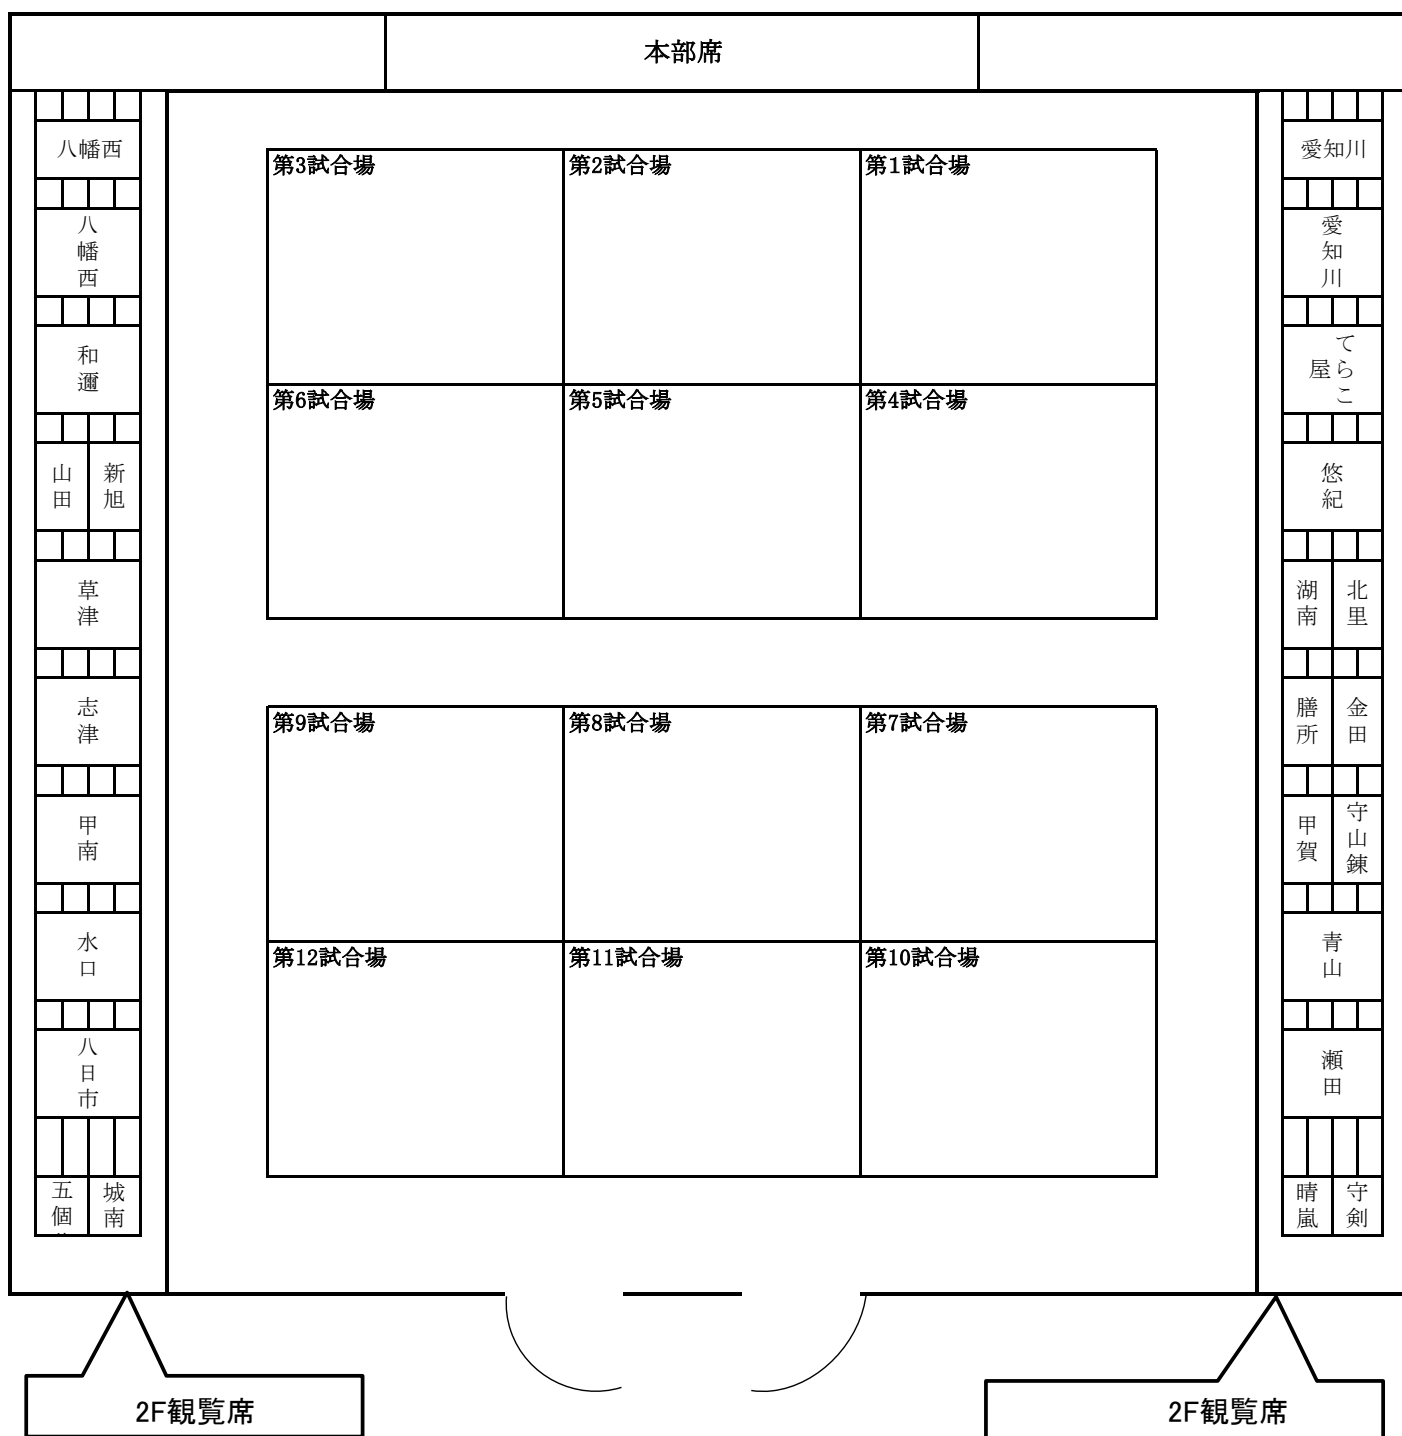 本部席
八幡西
八幡西
和邇
山田
新旭
草津
志津
甲南
水口
八日市
五個
城南
第3試合場
第2試合場
第1試合場
第6試合場
第5試合場
第4試合場
第9試合場
第8試合場
第7試合場
第12試合場
第11試合場
第10試合場
愛知川
愛知川
てらこ
屋
悠紀
湖南
北里
膳所
金田
甲賀
守山錬
青山
瀬田
晴嵐
守剣
2F観覧席
2F観覧席